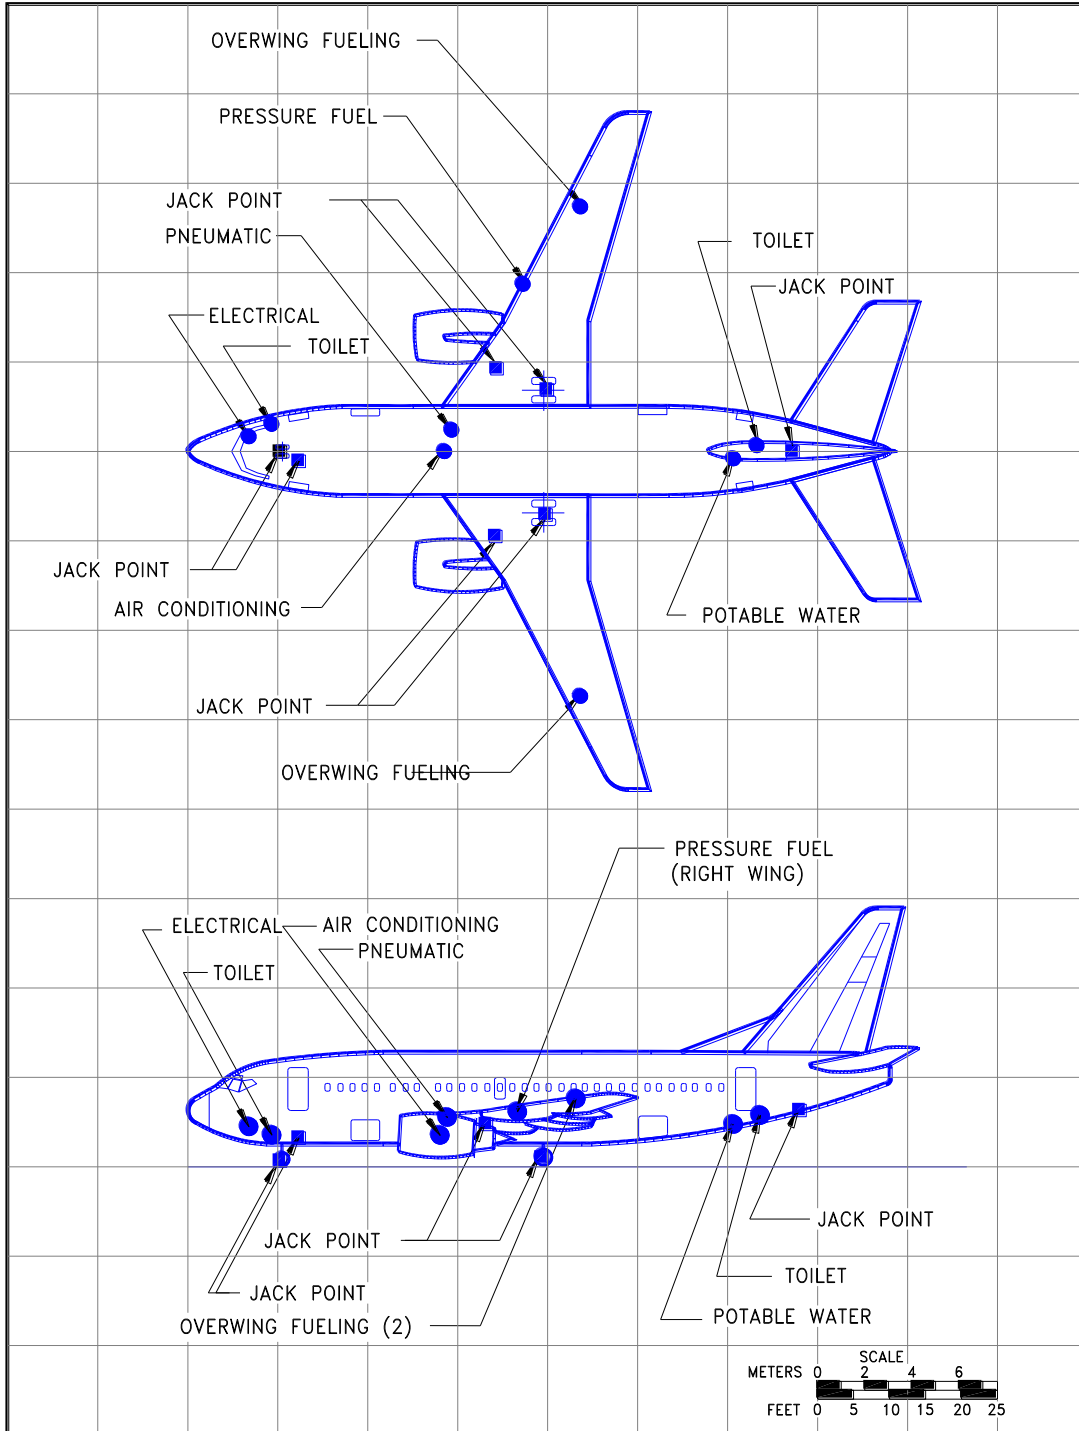 OVERWING FUELING
PRESSURE FUEL
JACK POINT
PNEUMATIC
TOILET
JACK POINT
ELECTRICAL
TOILET
JACK POINT
AIR CONDITIONING
POTABLE WATER
JACK POINT
OVERWING FUELING
PRESSURE FUEL
(RIGHT WING)
ELECTRICAL
AIR CONDITIONING
PNEUMATIC
TOILET
JACK POINT
JACK POINT
TOILET
JACK POINT
POTABLE WATER
OVERWING FUELING (2)
SCALE
METERS 0 2 4 6
FEET 0 5 10 15 20 25